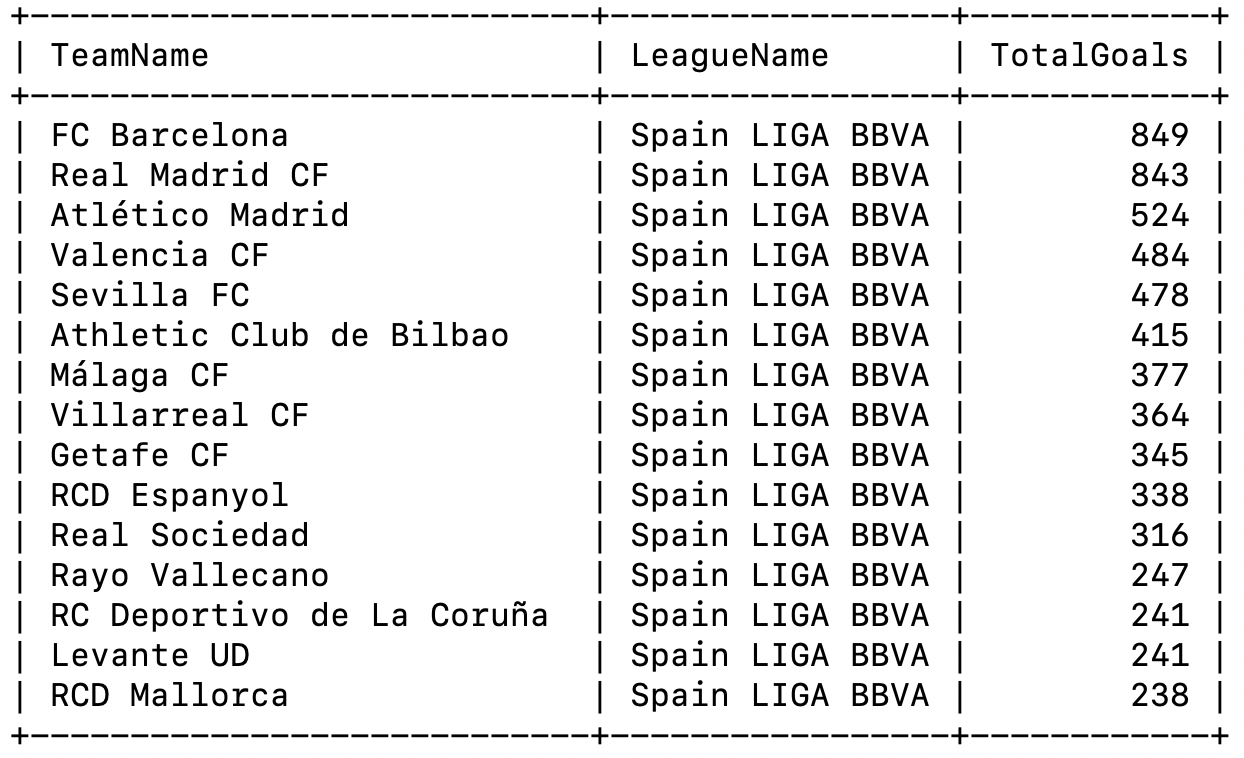 +----------------------------+-----------------+------------+
| TeamName                   | LeagueName      | TotalGoals |
+----------------------------+-----------------+------------+
| FC Barcelona               | Spain LIGA BBVA |        849 |
| Real Madrid CF             | Spain LIGA BBVA |        843 |
| Atlético Madrid            | Spain LIGA BBVA |        524 |
| Valencia CF                | Spain LIGA BBVA |        484 |
| Sevilla FC                 | Spain LIGA BBVA |        478 |
| Athletic Club de Bilbao    | Spain LIGA BBVA |        415 |
| Málaga CF                  | Spain LIGA BBVA |        377 |
| Villarreal CF              | Spain LIGA BBVA |        364 |
| Getafe CF                  | Spain LIGA BBVA |        345 |
| RCD Espanyol               | Spain LIGA BBVA |        338 |
| Real Sociedad              | Spain LIGA BBVA |        316 |
| Rayo Vallecano             | Spain LIGA BBVA |        247 |
| RC Deportivo de La Coruña  | Spain LIGA BBVA |        241 |
| Levante UD                 | Spain LIGA BBVA |        241 |
| RCD Mallorca               | Spain LIGA BBVA |        238 |
+----------------------------+-----------------+------------+